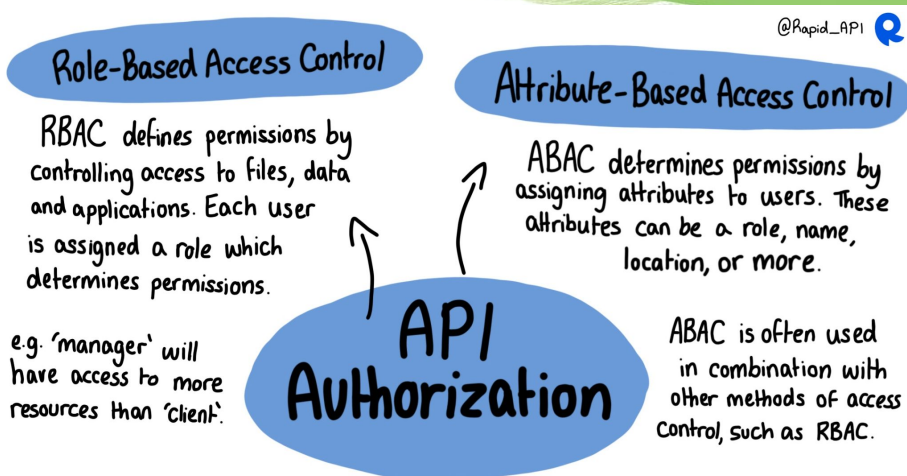 @Rapid_API
Role-Based Access Control
RBAC defines permissions by
controlling access to files, data
and applications. Each user
is assigned a role which
determines permissions.
e.g. 'manager' will
have access to more
resources than 'client'.
Attribute-Based Access Control
ABAC determines permissions by
assigning attributes to users. These
attributes can be a role, name,
location, or more.
ABAC is often used
in combination with
other methods of access
control, such as RBAC.
API
Authorization